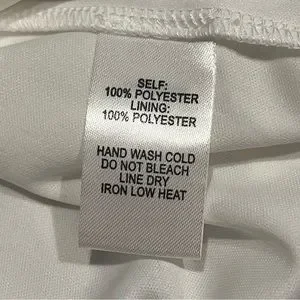 SELF:
100% POLYESTER
LINING:
100% POLYESTER
HAND WASH COLD
DO NOT BLEACH
LINE DRY
IRON LOW HEAT